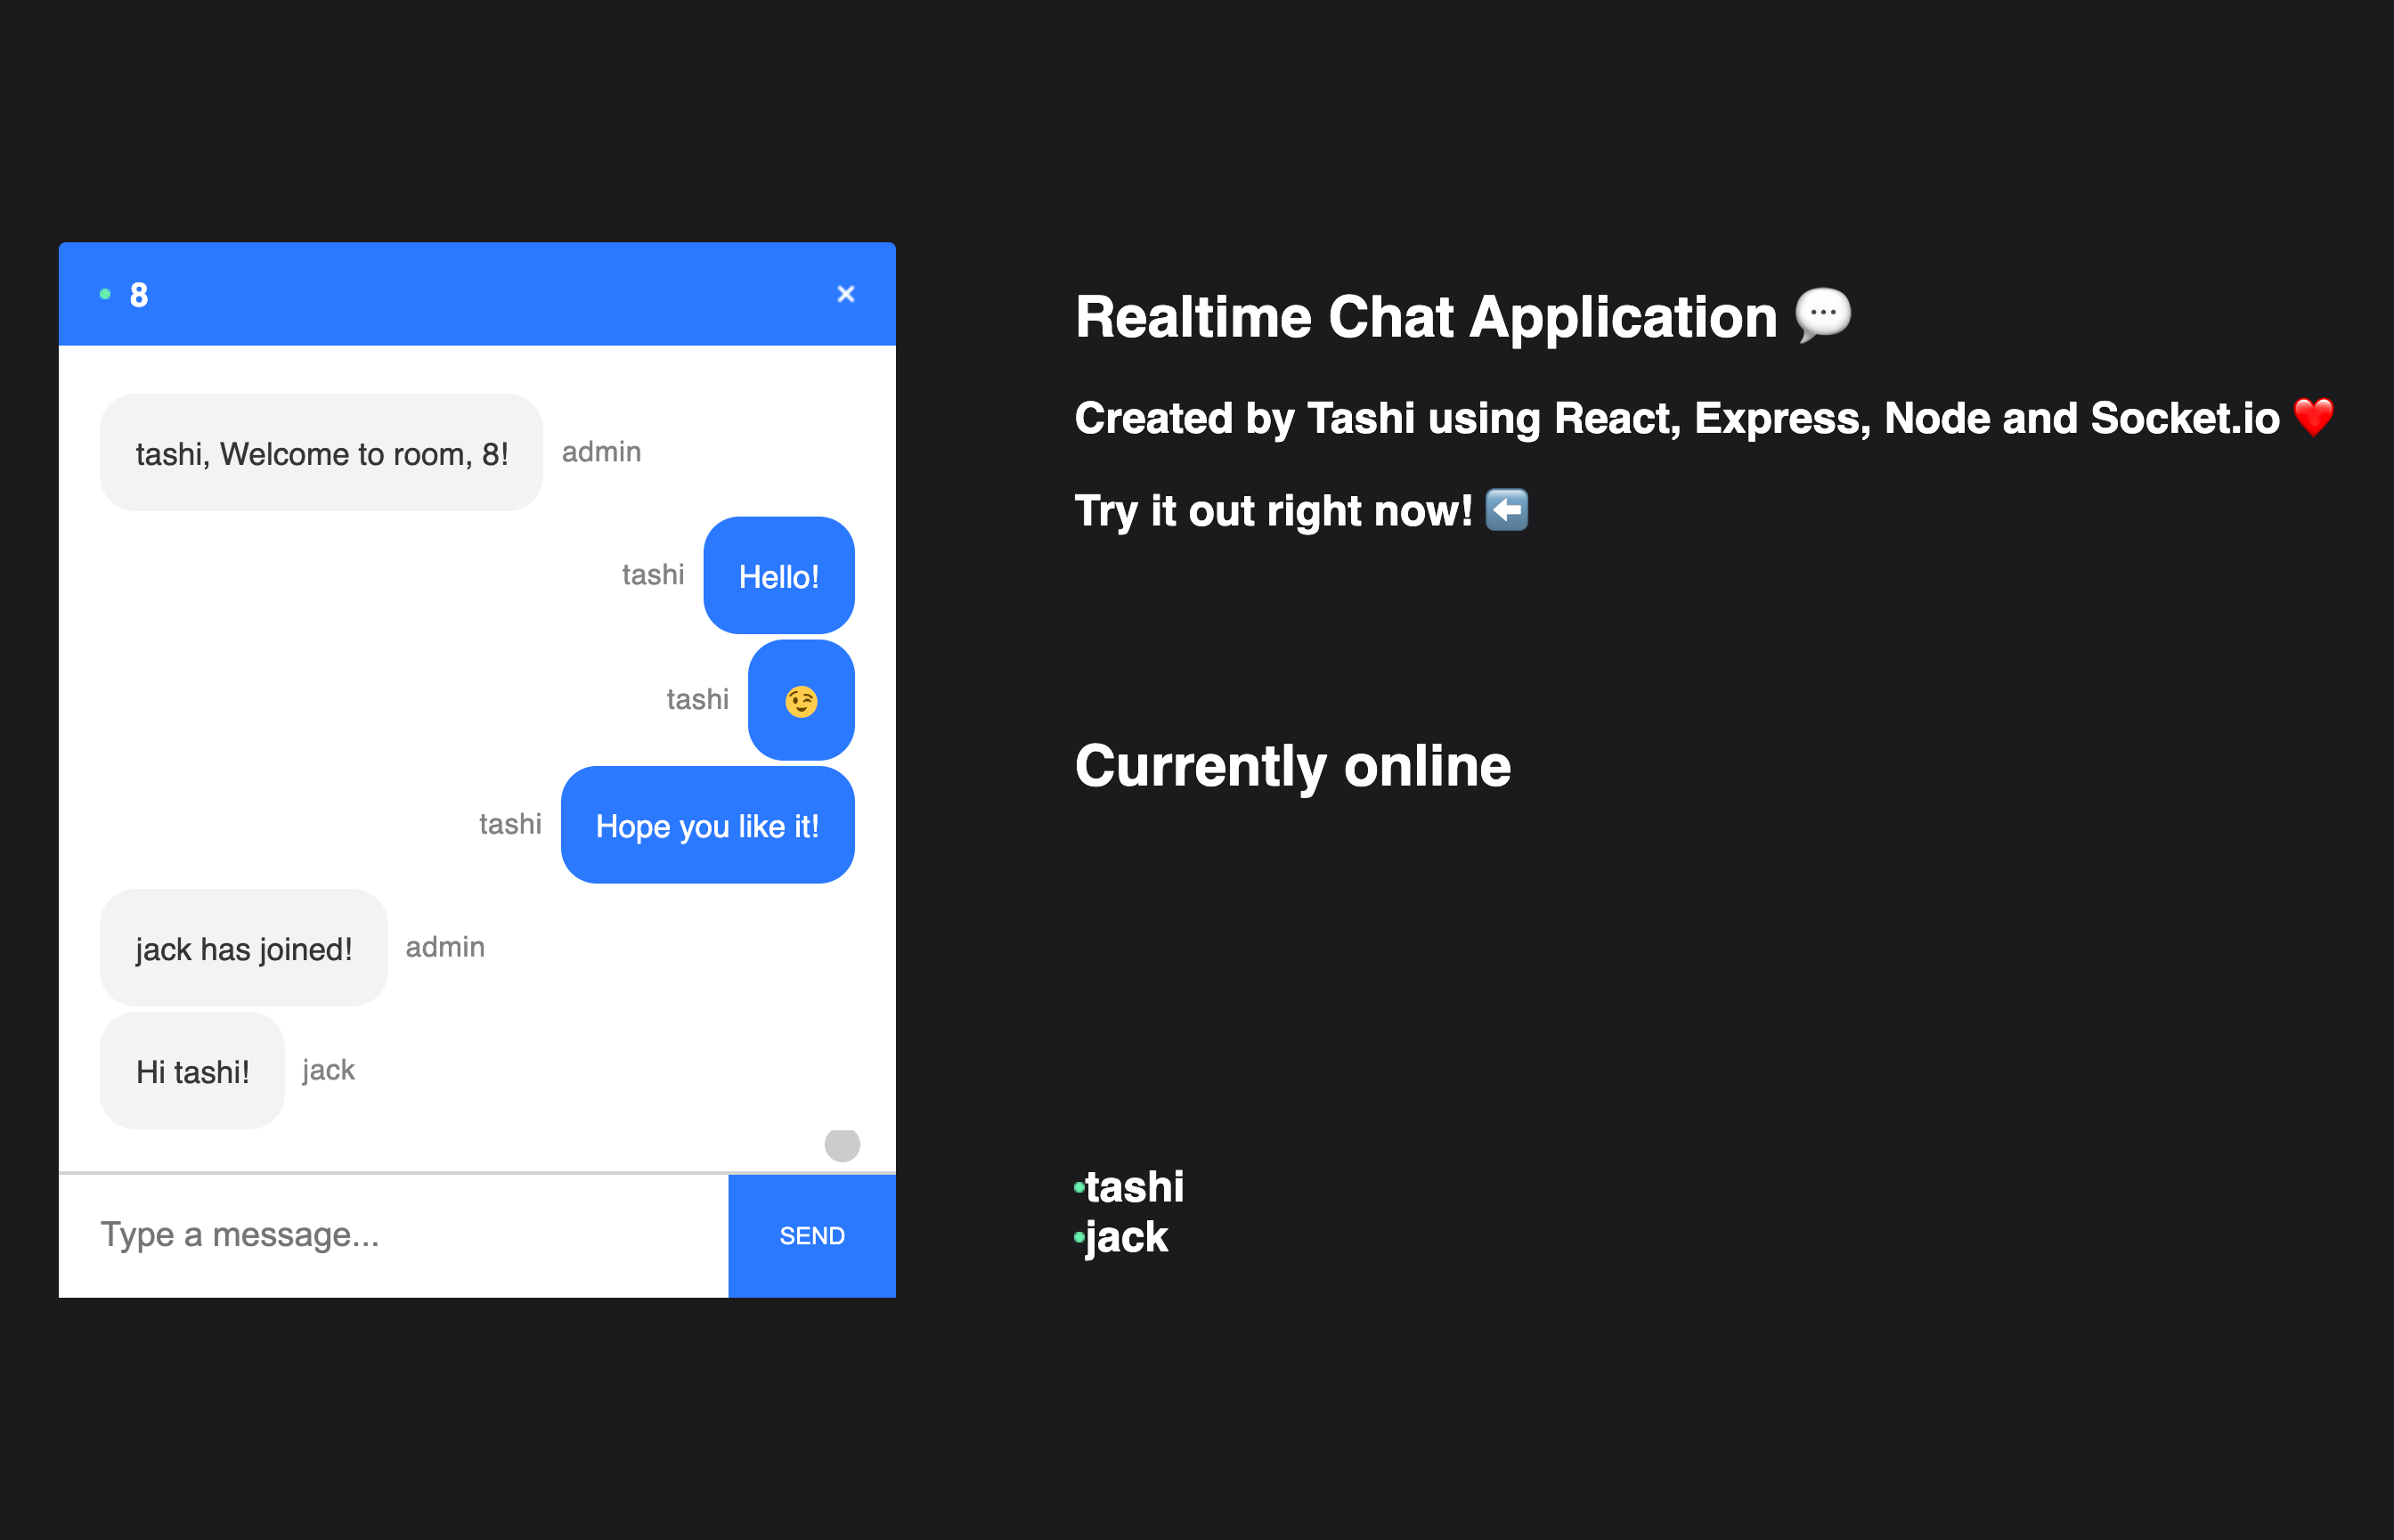 8
tashi, Welcome to room, 8! admin
tashi Hello!
tashi 😉
tashi Hope you like it!
jack has joined! admin
Hi tashi! jack
Type a message...
SEND
Realtime Chat Application 💬
Created by Tashi using React, Express, Node and Socket.io ❤️
Try it out right now! ⬅️
Currently online
tashi
jack